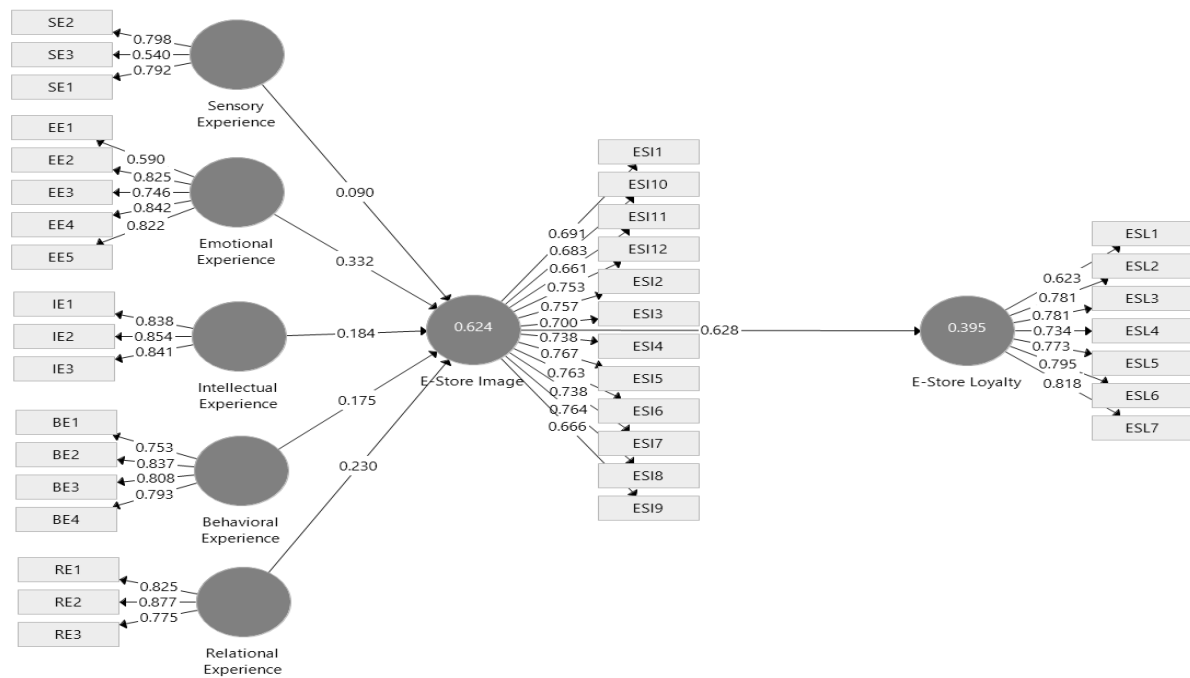 SE2
SE3
SE1
0.798
0.540
0.792
Sensory
Experience
EE1
EE2
EE3
EE4
EE5
0.590
0.825
0.746
0.842
0.822
Emotional
Experience
IE1
IE2
IE3
0.838
0.854
0.841
Intellectual
Experience
BE1
BE2
BE3
BE4
0.753
0.837
0.808
0.793
Behavioral
Experience
RE1
RE2
RE3
0.825
0.877
0.775
Relational
Experience
0.090
0.332
0.184
0.175
0.230
0.624
E-Store Image
0.691
0.683
0.661
0.753
0.757
0.700
0.738
0.767
0.763
0.738
0.764
0.666
ESI1
ESI10
ESI11
ESI12
ESI2
ESI3
ESI4
ESI5
ESI6
ESI7
ESI8
ESI9
0.628
0.395
E-Store Loyalty
0.623
0.781
0.781
0.734
0.773
0.795
0.818
ESL1
ESL2
ESL3
ESL4
ESL5
ESL6
ESL7